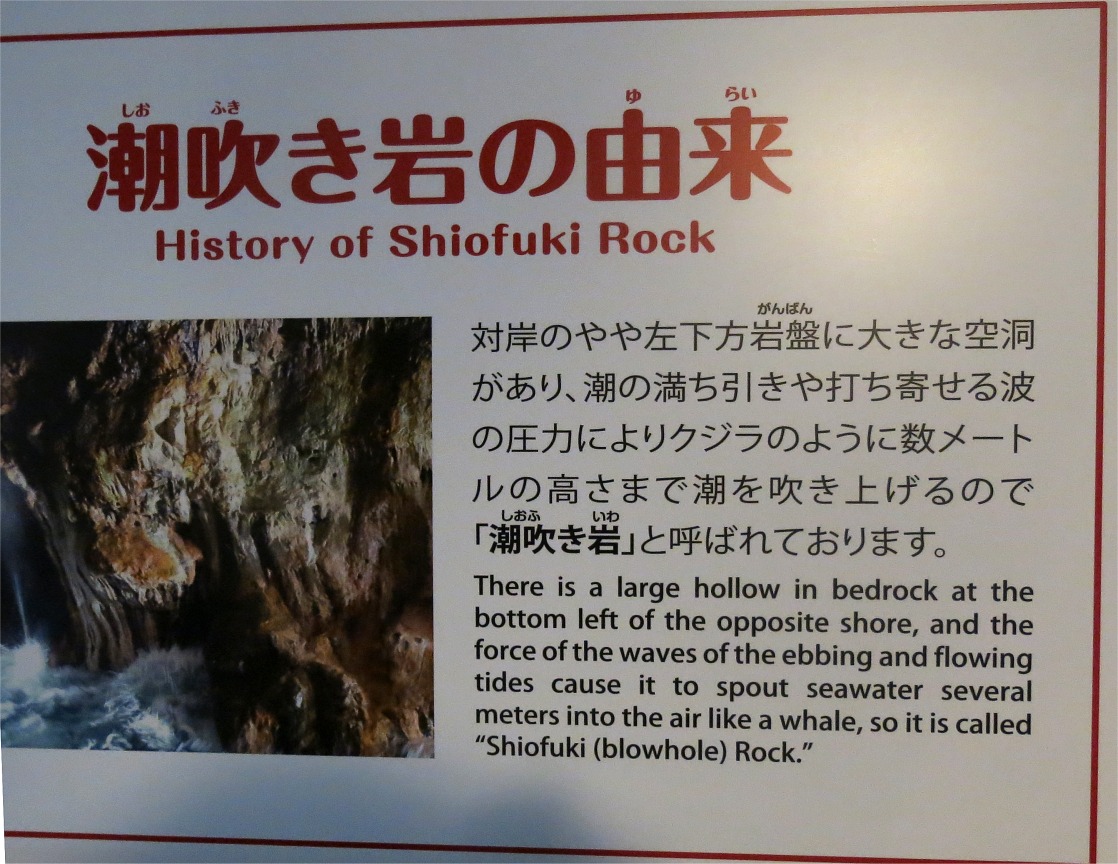 しお ふき ゆ らい
潮吹き岩の由来
History of Shiofuki Rock
がんばん
対岸のやや左下方岩盤に大きな空洞
があり、潮の満ち引きや打ち寄せる波
の圧力によりクジラのように数メート
ルの高さまで潮を吹き上げるので
しおふ いわ
「潮吹き岩」と呼ばれております。
There is a large hollow in bedrock at the
bottom left of the opposite shore, and the
force of the waves of the ebbing and flowing
tides cause it to spout seawater several
meters into the air like a whale, so it is called
“Shiofuki (blowhole) Rock.”